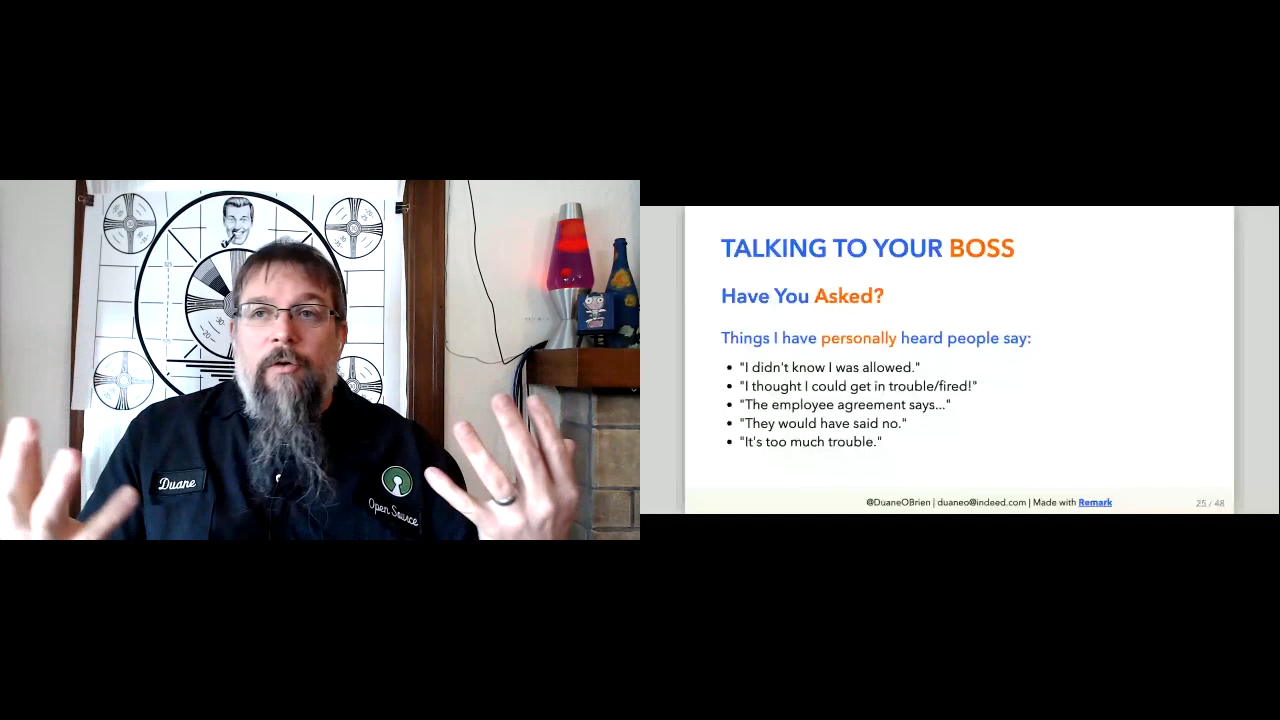 Duane
Open Source
TALKING TO YOUR BOSS
Have You Asked?
Things I have personally heard people say:
• "I didn't know I was allowed."
• "I thought I could get in trouble/fired!"
• "The employee agreement says..."
• "They would have said no."
• "It's too much trouble."
@DuaneOBrien | duaneo@indeed.com | Made with Remark
25 / 48